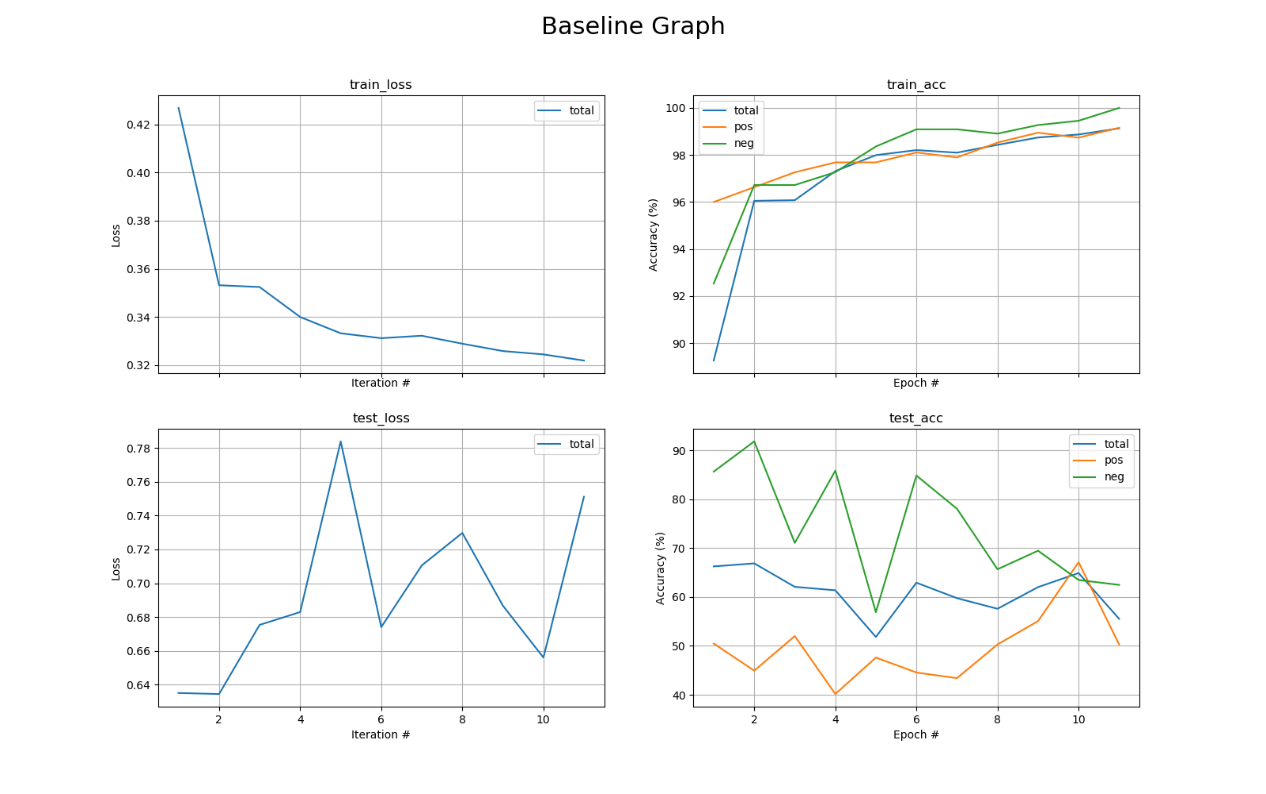 Baseline Graph
train_loss
total
0.42
0.40
0.38
0.36
0.34
0.32
Loss
Iteration #
train_acc
total
pos
neg
100
98
96
94
92
90
Accuracy (%)
Epoch #
test_loss
total
0.78
0.76
0.74
0.72
0.70
0.68
0.66
0.64
Loss
2 4 6 8 10
Iteration #
test_acc
total
pos
neg
90
80
70
60
50
40
Accuracy (%)
2 4 6 8 10
Epoch #